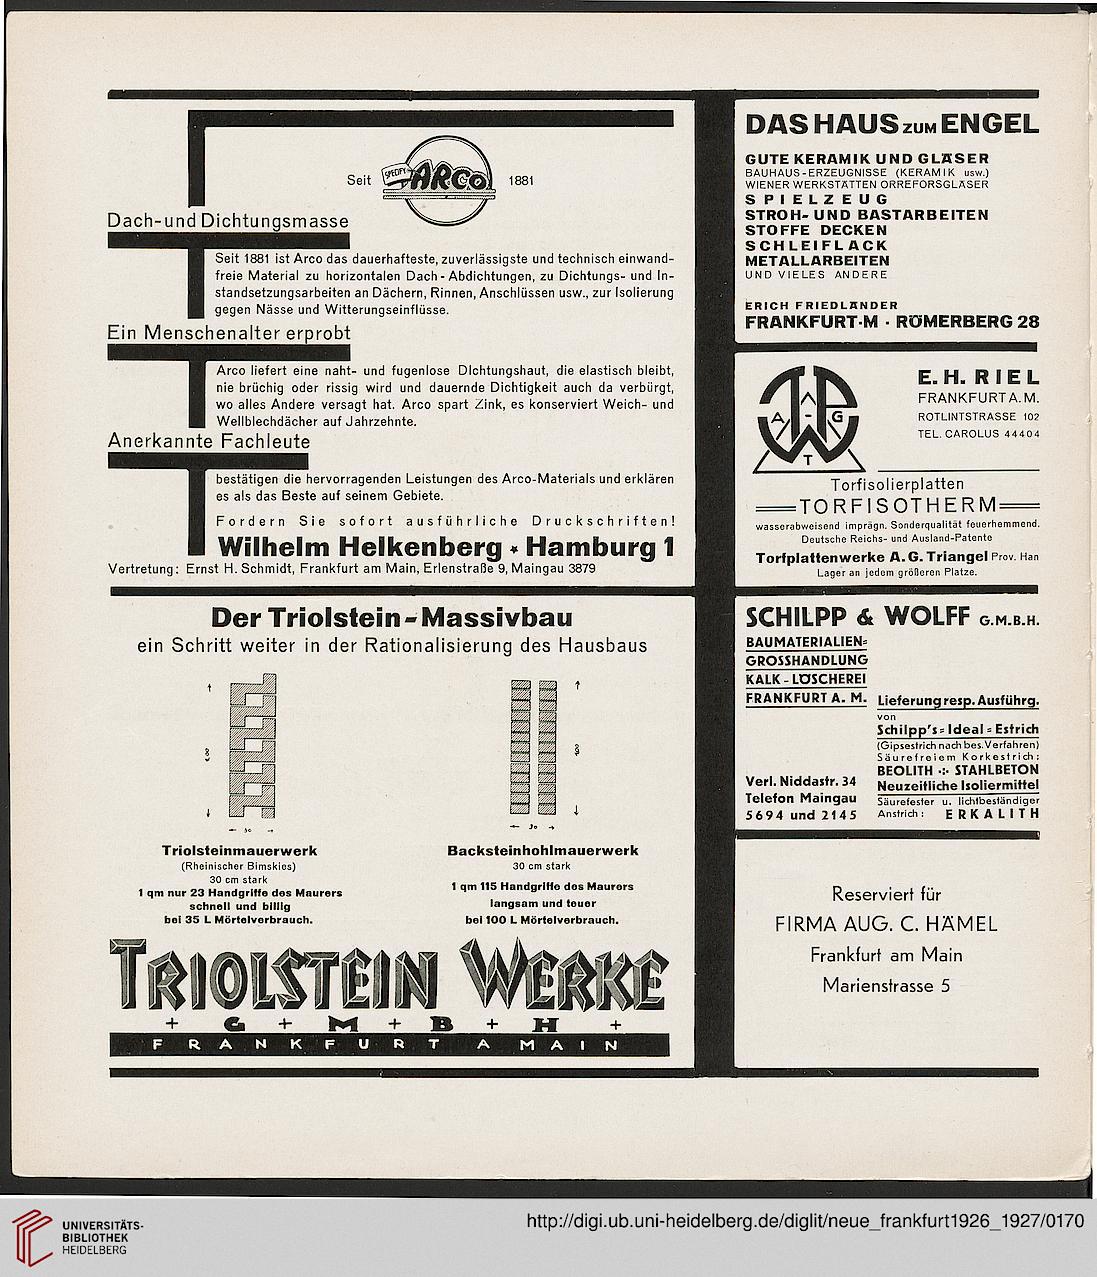 Seit SPECIFY ARCO 1881
Dach-und Dichtungsmasse
Seit 1881 ist Arco das dauerhafteste, zuverlässigste und technisch einwand-
freie Material zu horizontalen Dach - Abdichtungen, zu Dichtungs- und In-
standsetzungsarbeiten an Dächern, Rinnen, Anschlüssen usw., zur Isolierung
gegen Nässe und Witterungseinflüsse.
Ein Menschenalter erprobt
Arco liefert eine naht- und fugenlose Dichtungshaut, die elastisch bleibt,
nie brüchig oder rissig wird und dauernde Dichtigkeit auch da verbürgt,
wo alles Andere versagt hat. Arco spart Zink, es konserviert Weich- und
Wellblechdächer auf Jahrzehnte.
Anerkannte Fachleute
bestätigen die hervorragenden Leistungen des Arco-Materials und erklären
es als das Beste auf seinem Gebiete.
Fordern Sie sofort ausführliche Druckschriften!
Wilhelm Helkenberg * Hamburg 1
Vertretung: Ernst H. Schmidt, Frankfurt am Main, Erlenstraße 9, Maingau 3879
Der Triolstein-Massivbau
ein Schritt weiter in der Rationalisierung des Hausbaus
30
30
Triolsteinmauerwerk
(Rheinischer Bimskies)
30 cm stark
1 qm nur 23 Handgriffe des Maurers
schnell und billig
bei 35 L Mörtelverbrauch.
Backsteinhohlmauerwerk
30 cm stark
1 qm 115 Handgriffe des Maurers
langsam und teuer
bei 100 L Mörtelverbrauch.
TRIOLSTEIN WERKE
+ G + M + B + H +
FRANKFURT A MAIN
DAS HAUS ZUM ENGEL
GUTE KERAMIK UND GLÄSER
BAUHAUS-ERZEUGNISSE (KERAMIK usw.)
WIENER WERKSTÄTTEN ORREFORSGLÄSER
SPIELZEUG
STROH- UND BASTARBEITEN
STOFFE DECKEN
SCHLEIFLACK
METALLARBEITEN
UND VIELES ANDERE
ERICH FRIEDLÄNDER
FRANKFURT·M · RÖMERBERG 28
A - G
T
E. H. RIEL
FRANKFURT A. M.
ROTLINTSTRASSE 102
TEL. CAROLUS 44404
Torfisolierplatten
TORFISOTHERM
wasserabweisend imprägn. Sonderqualität feuerhemmend.
Deutsche Reichs- und Ausland-Patente
Torfplattenwerke A. G. Triangel Prov. Han
Lager an jedem größeren Platze.
SCHILPP & WOLFF G.M.B.H.
BAUMATERIALIEN=
GROSSHANDLUNG
KALK - LÖSCHEREI
FRANKFURT A. M.
Verl. Niddastr. 34
Telefon Maingau
5694 und 2145
Lieferung resp. Ausführg.
von
Schilpp's = Ideal = Estrich
(Gipsestrich nach bes. Verfahren)
Säurefreiem Korkestrich:
BEOLITH ·:· STAHLBETON
Neuzeitliche Isoliermittel
Säurefester u. lichtbeständiger
Anstrich: ERKALITH
Reserviert für
FIRMA AUG. C. HÄMEL
Frankfurt am Main
Marienstrasse 5
UNIVERSITÄTS-
BIBLIOTHEK
HEIDELBERG
http://digi.ub.uni-heidelberg.de/diglit/neue_frankfurt1926_1927/0170